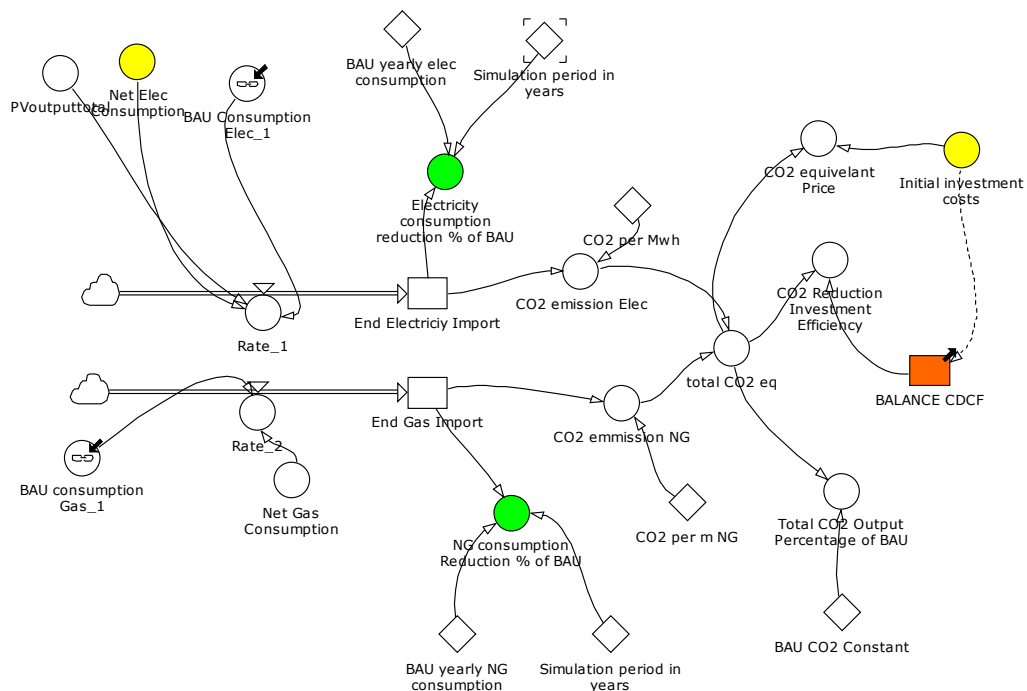 BAU yearly elec
consumption
Simulation period in
years
PVoutputtotal
Net Elec
Consumption
BAU Consumption
Elec_1
CO2 equivelant
Price
Initial investment
costs
Electricity
consumption
reduction % of BAU
CO2 per Mwh
CO2 emission Elec
CO2 Reduction
Investment
Efficiency
End Electriciy Import
Rate_1
total CO2 eq
BALANCE CDCF
End Gas Import
CO2 emmission NG
Rate_2
BAU consumption
Gas_1
Net Gas
Consumption
NG consumption
Reduction % of BAU
CO2 per m NG
Total CO2 Output
Percentage of BAU
BAU CO2 Constant
BAU yearly NG
consumption
Simulation period in
years